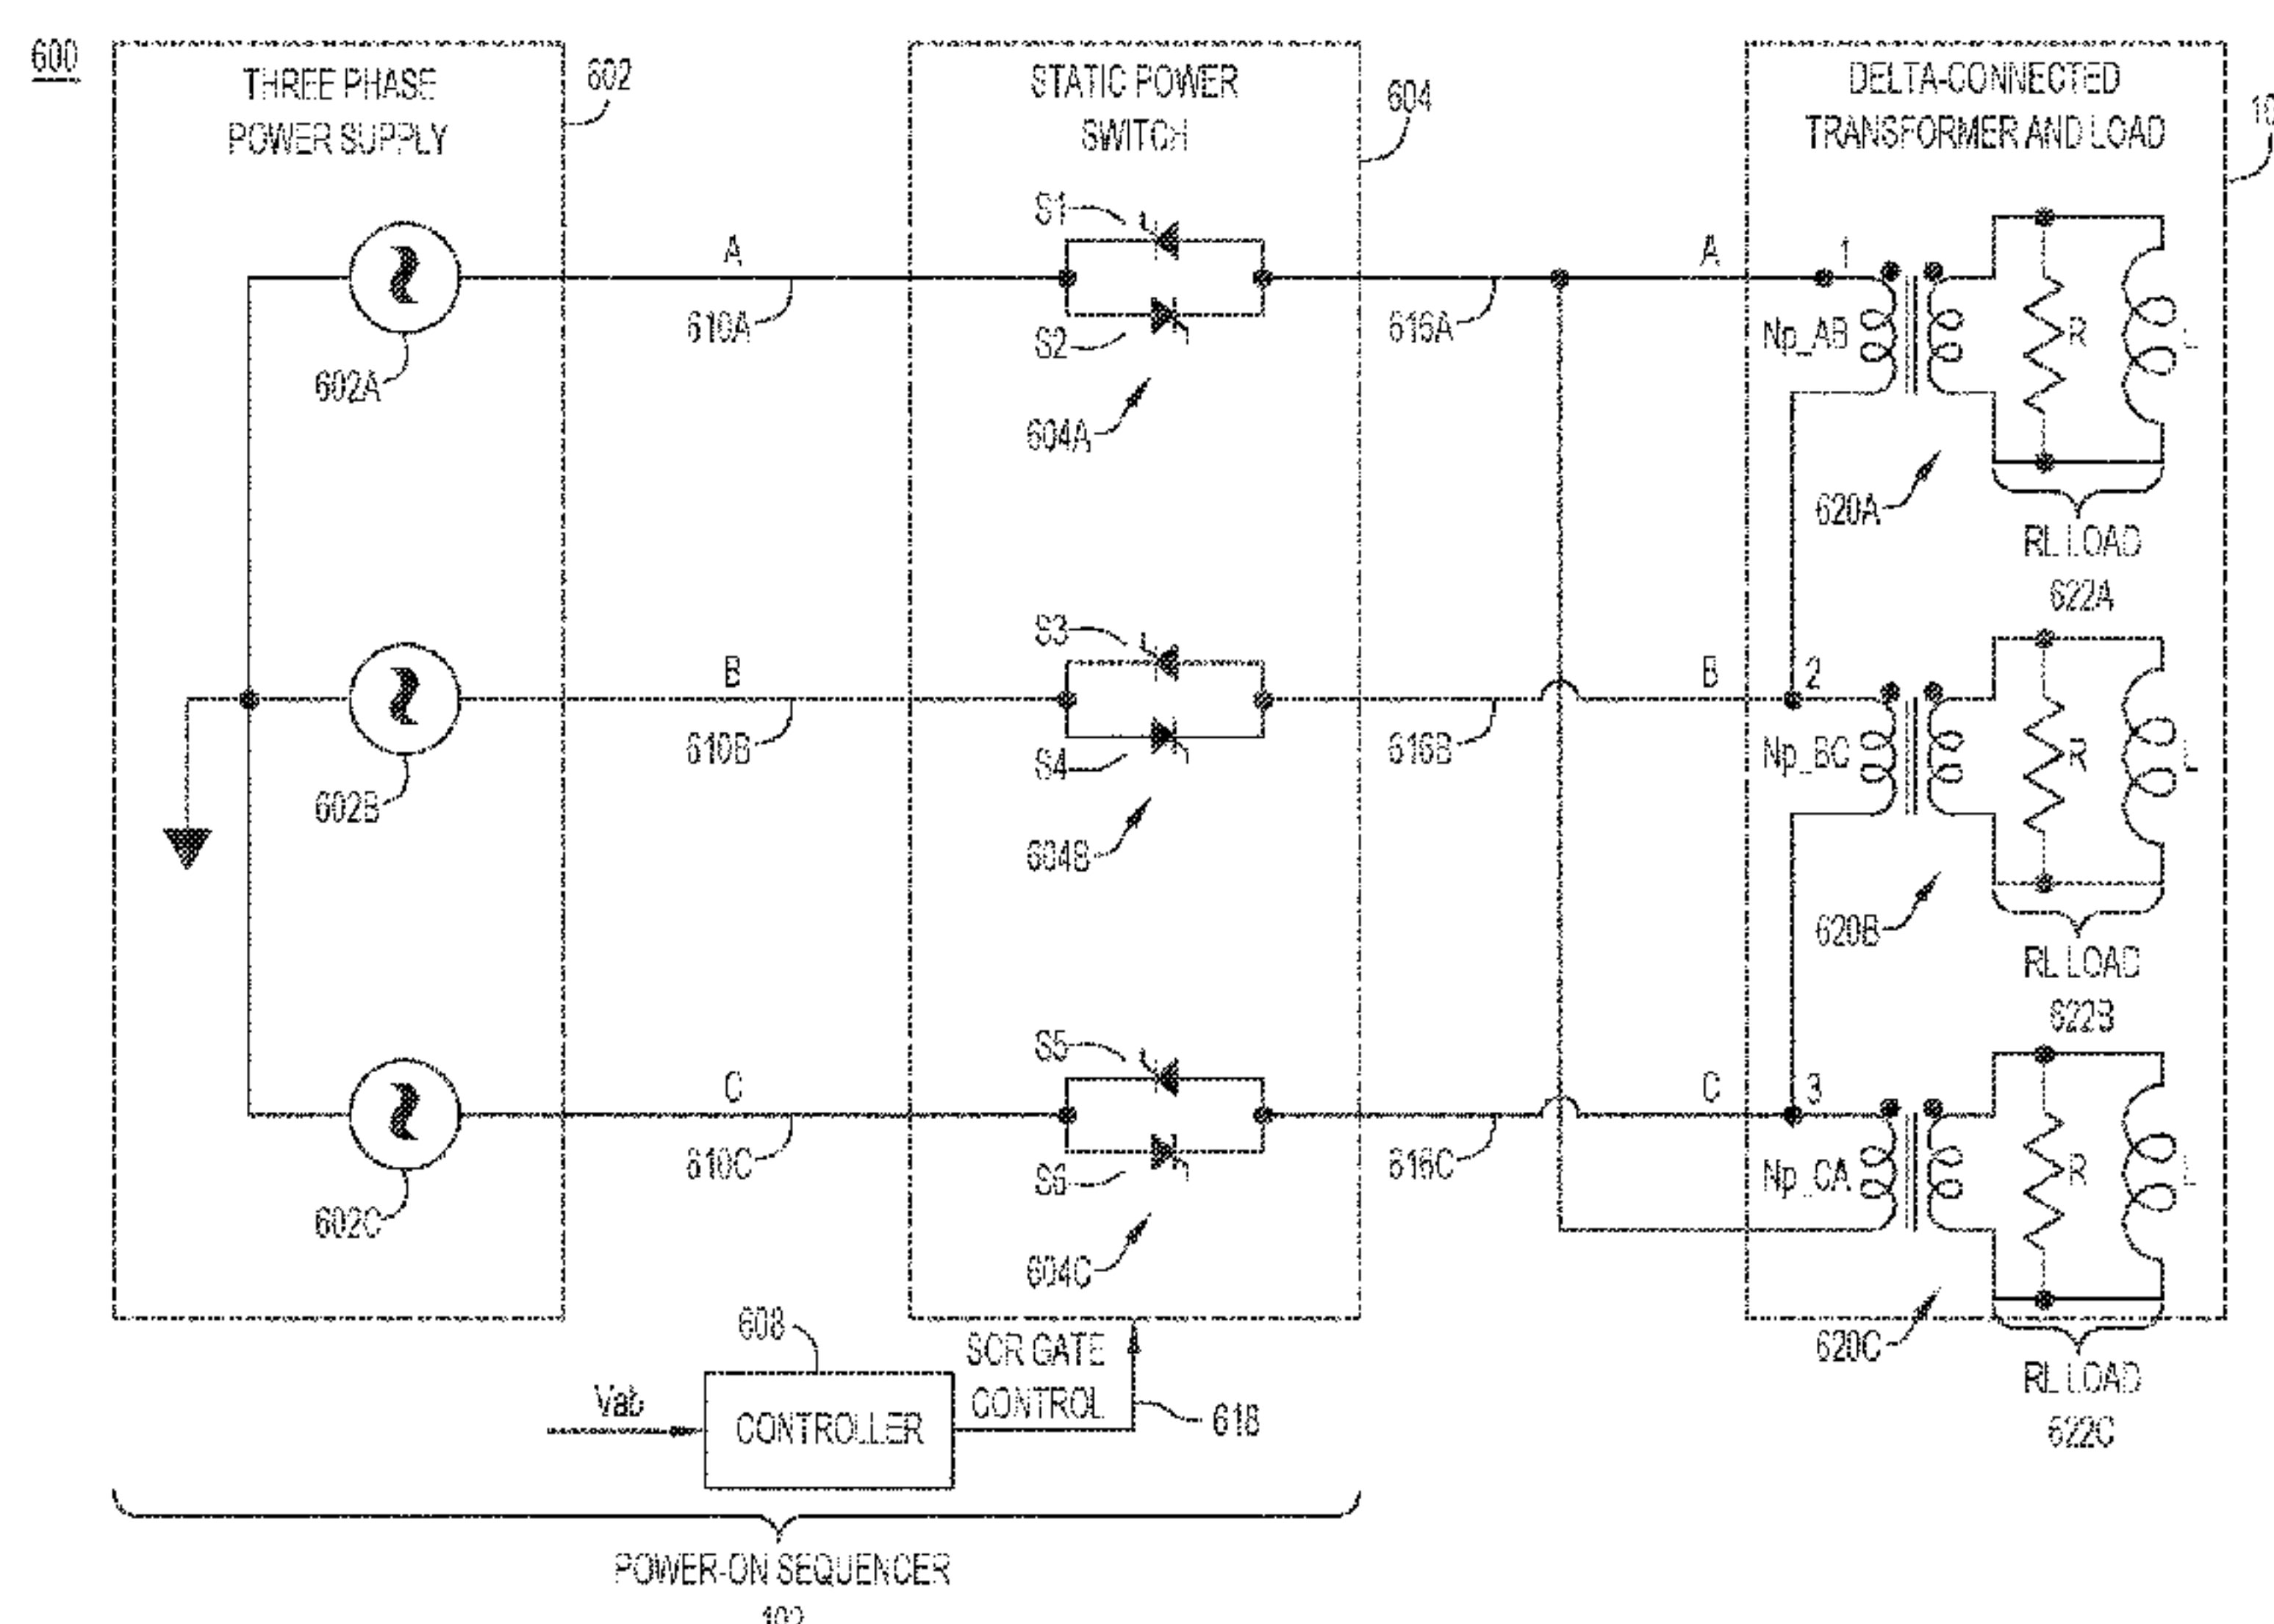 600
THREE PHASE
POWER SUPPLY
602
STATIC POWER
SWITCH
604
DELTA-CONNECTED
TRANSFORMER AND LOAD
S1
A
610A
S2
604A
616A
A
1
Np_AB
R
L
602A
620A
RL LOAD
622A
S3
B
610B
S4
604B
616B
B
2
Np_BC
R
L
602B
620B
RL LOAD
622B
S5
C
610C
S6
604C
616C
C
3
Np_CA
R
L
602C
620C
RL LOAD
622C
608
SCR GATE
CONTROL
Vab
CONTROLLER
618
POWER-ON SEQUENCER